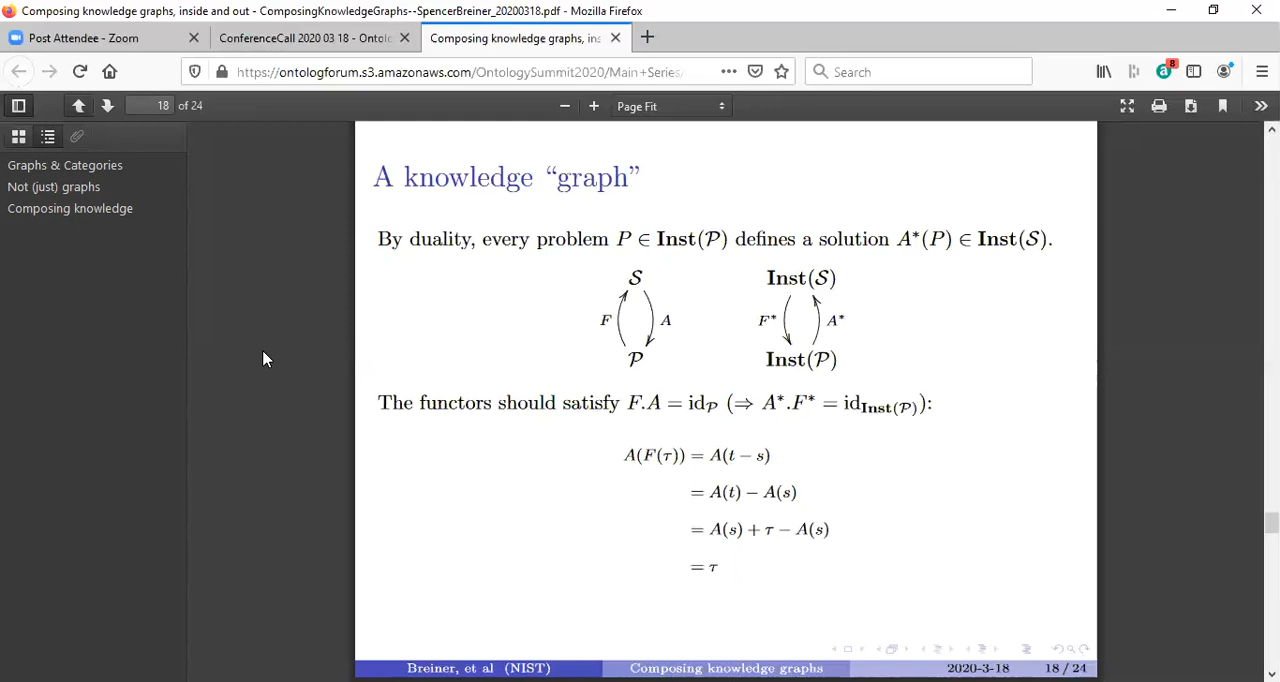 Composing knowledge graphs, inside and out - ComposingKnowledgeGraphs--SpencerBreiner_20200318.pdf - Mozilla Firefox
Post Attendee - Zoom
ConferenceCall 2020 03 18 - Ontolo
Composing knowledge graphs, ins
https://ontologforum.s3.amazonaws.com/OntologySummit2020/Main+Series/
Search
8
18 of 24
Page Fit
Graphs & Categories
Not (just) graphs
Composing knowledge
A knowledge “graph”
By duality, every problem P ∈ Inst(𝒫) defines a solution A*(P) ∈ Inst(𝒮).
𝒮 Inst(𝒮)
F A F* A*
𝒫 Inst(𝒫)
The functors should satisfy F.A = id𝒫 (⇒ A*.F* = idInst(𝒫)):
A(F(τ)) = A(t − s)
= A(t) − A(s)
= A(s) + τ − A(s)
= τ
Breiner, et al (NIST) Composing knowledge graphs 2020-3-18 18 / 24